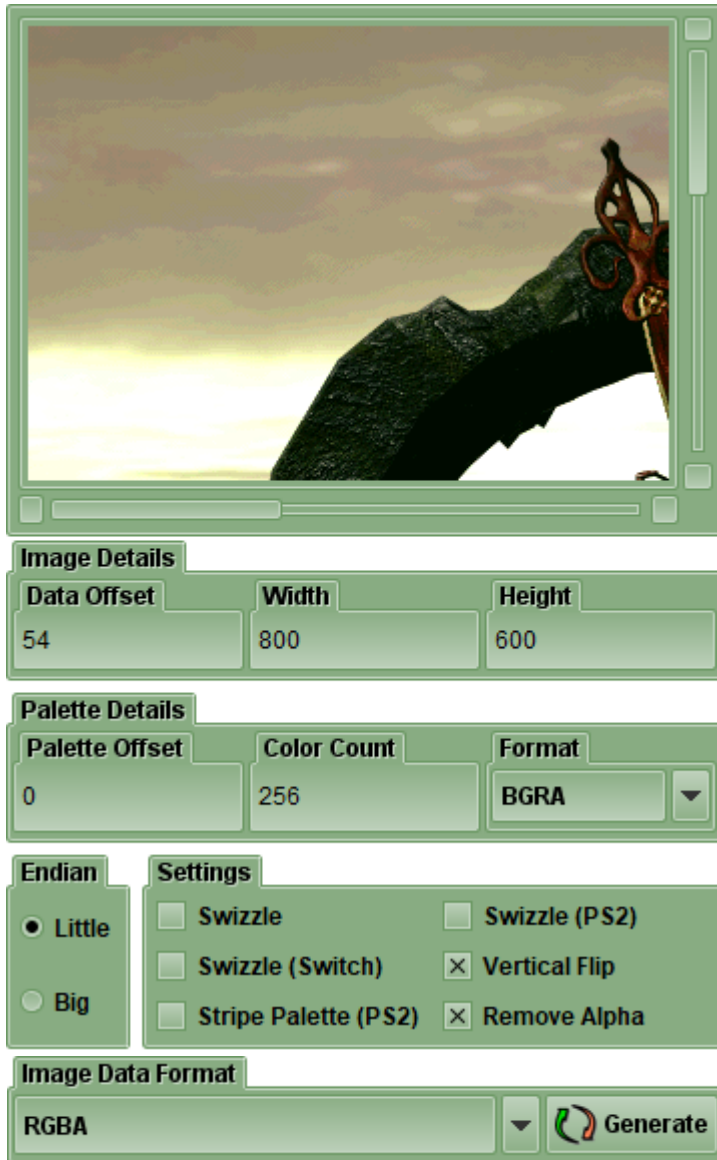 Image Details
Data Offset Width Height
54 800 600
Palette Details
Palette Offset Color Count Format
0 256 BGRA
Endian Settings
Little Swizzle Swizzle (PS2)
Swizzle (Switch) Vertical Flip
Big Stripe Palette (PS2) Remove Alpha
Image Data Format
RGBA Generate